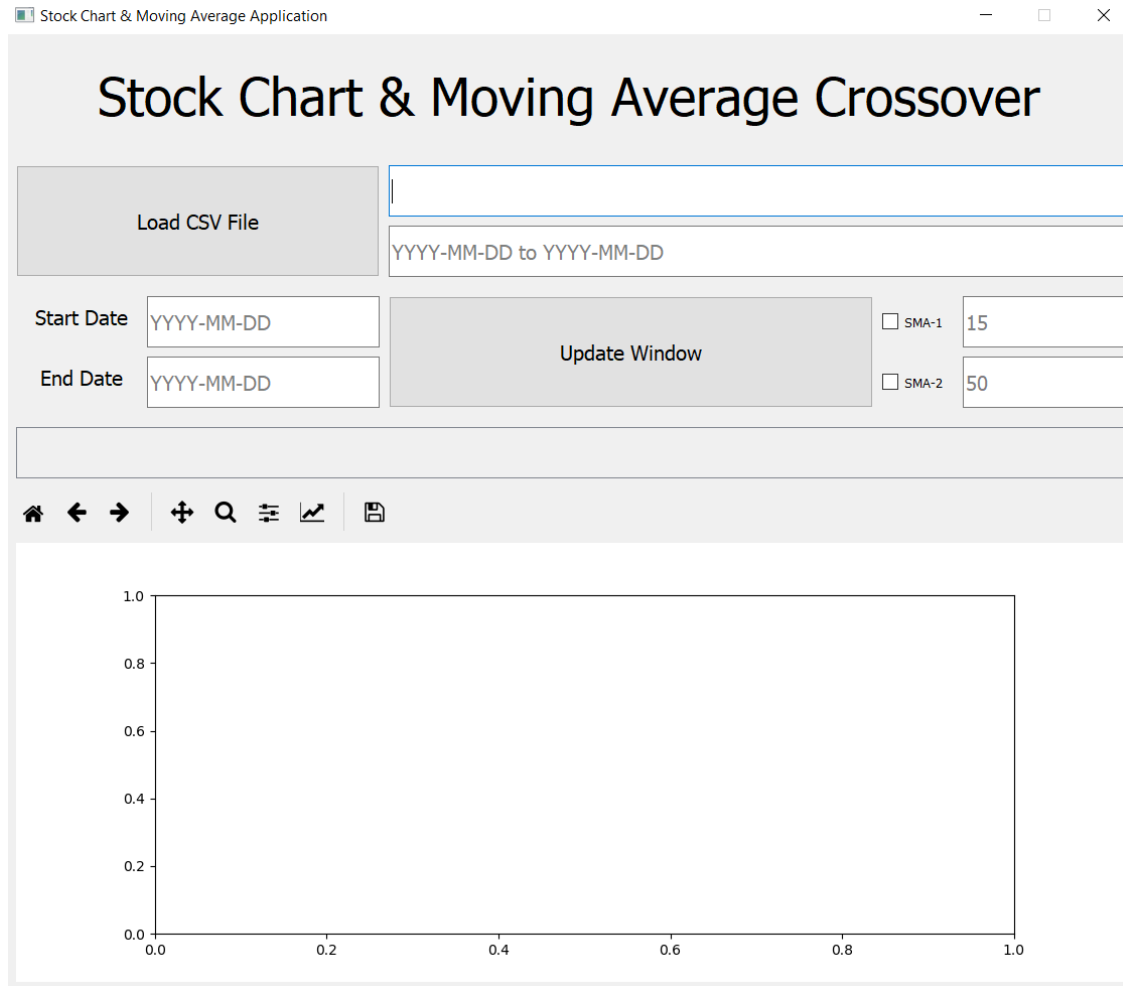 Stock Chart & Moving Average Application
Stock Chart & Moving Average Crossover
Load CSV File
YYYY-MM-DD to YYYY-MM-DD
Start Date YYYY-MM-DD
End Date YYYY-MM-DD
Update Window
SMA-1 15
SMA-2 50
1.0
0.8
0.6
0.4
0.2
0.0
0.0 0.2 0.4 0.6 0.8 1.0